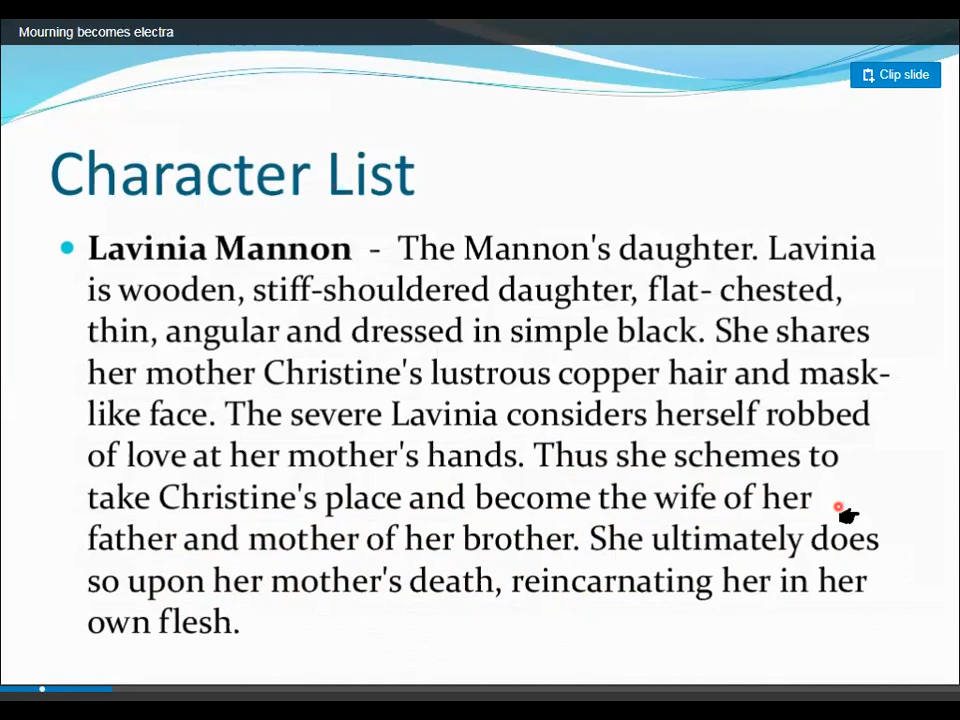 Mourning becomes electra
Clip slide
Character List
• Lavinia Mannon - The Mannon's daughter. Lavinia
is wooden, stiff-shouldered daughter, flat- chested,
thin, angular and dressed in simple black. She shares
her mother Christine's lustrous copper hair and mask-
like face. The severe Lavinia considers herself robbed
of love at her mother's hands. Thus she schemes to
take Christine's place and become the wife of her
father and mother of her brother. She ultimately does
so upon her mother's death, reincarnating her in her
own flesh.